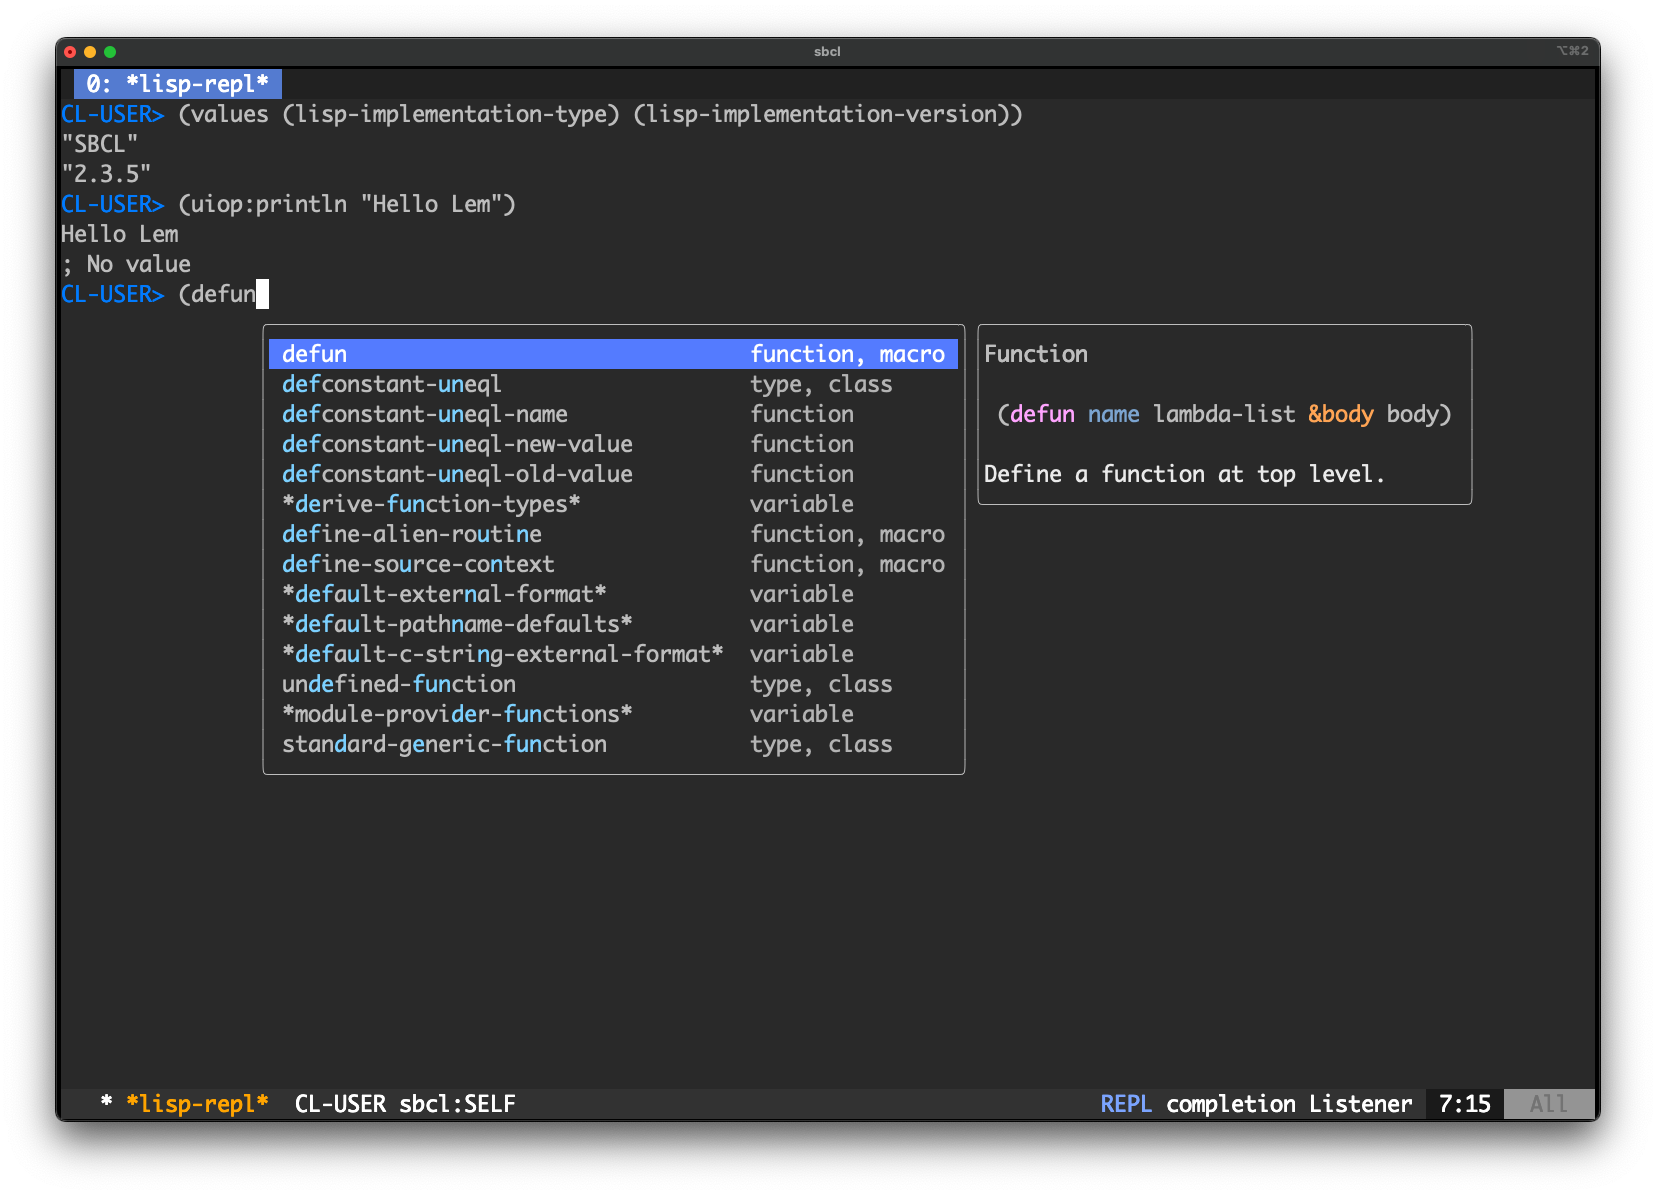 sbcl ⌥⌘2
0: *lisp-repl*
CL-USER> (values (lisp-implementation-type) (lisp-implementation-version))
"SBCL"
"2.3.5"
CL-USER> (uiop:println "Hello Lem")
Hello Lem
; No value
CL-USER> (defun
defun function, macro
defconstant-uneql type, class
defconstant-uneql-name function
defconstant-uneql-new-value function
defconstant-uneql-old-value function
*derive-function-types* variable
define-alien-routine function, macro
define-source-context function, macro
*default-external-format* variable
*default-pathname-defaults* variable
*default-c-string-external-format* variable
undefined-function type, class
*module-provider-functions* variable
standard-generic-function type, class
Function
(defun name lambda-list &body body)
Define a function at top level.
* *lisp-repl* CL-USER sbcl:SELF REPL completion Listener 7:15 All